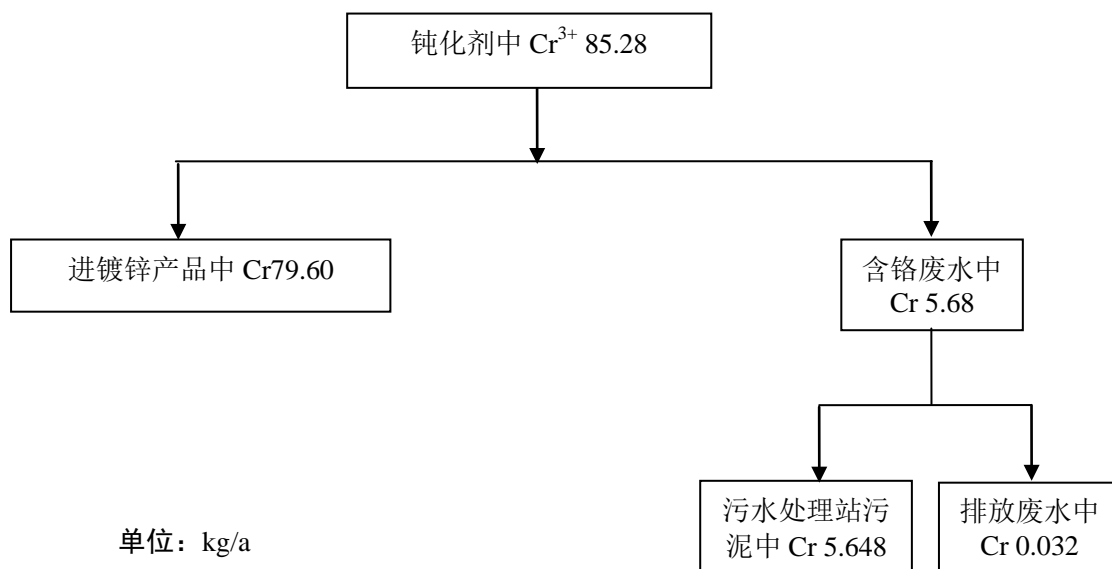 钝化剂中 Cr³⁺ 85.28
进镀锌产品中 Cr79.60
含铬废水中
Cr 5.68
污水处理站污
泥中 Cr 5.648
排放废水中
Cr 0.032
单位：kg/a